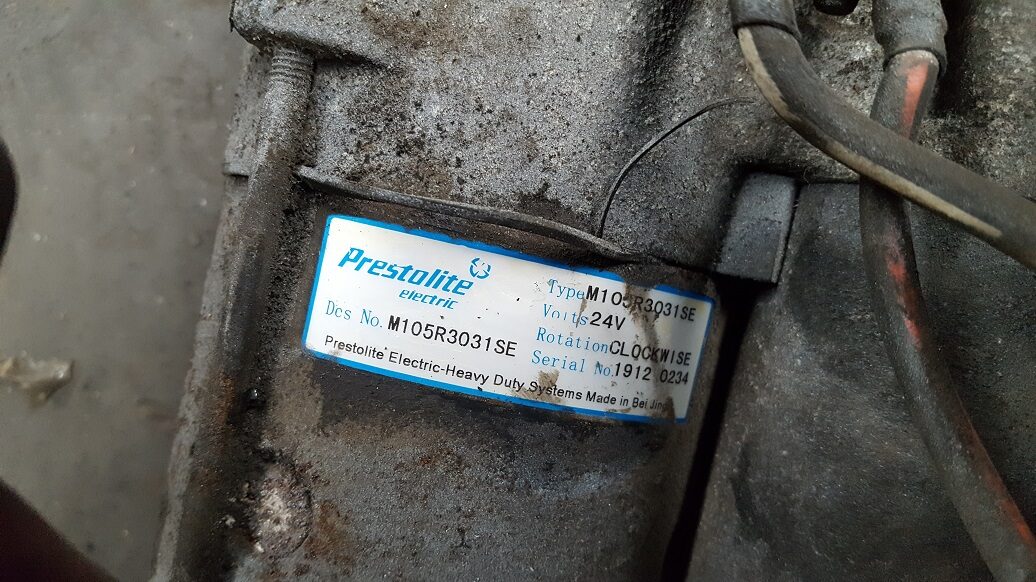 Prestolite
electric
Dcs No. M105R3031SE
Type M105R3031SE
Volts 24V
Rotation CLOCKWISE
Serial No. 1912 0234
Prestolite Electric-Heavy Duty Systems Made in Bei Jing